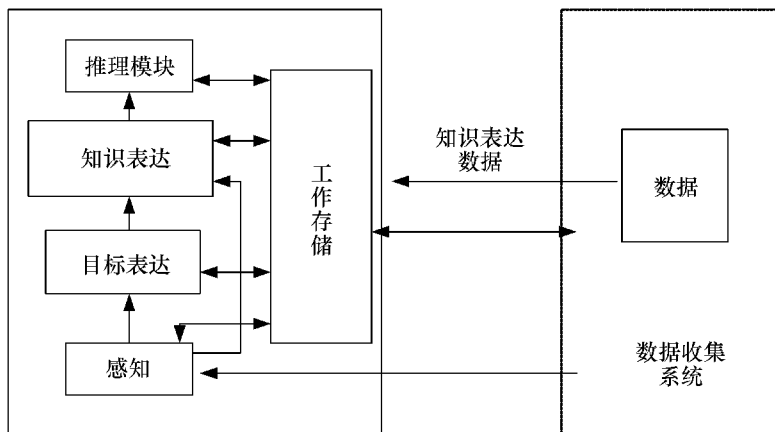 推理模块
知识表达
目标表达
感知
工作存储
知识表达
数据
数据
数据收集
系统